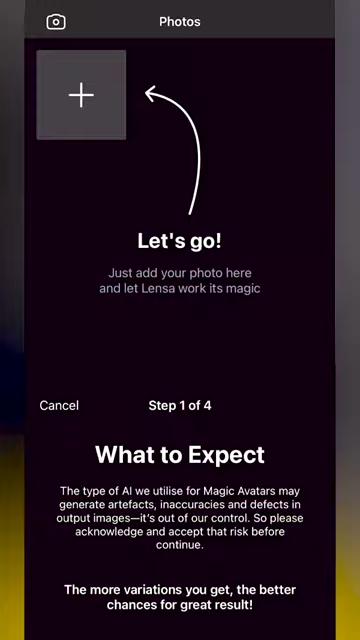 Photos
Let's go!
Just add your photo here
and let Lensa work its magic
Cancel
Step 1 of 4
What to Expect
The type of AI we utilise for Magic Avatars may
generate artefacts, inaccuracies and defects in
output images—it's out of our control. So please
acknowledge and accept that risk before
continue.
The more variations you get, the better
chances for great result!